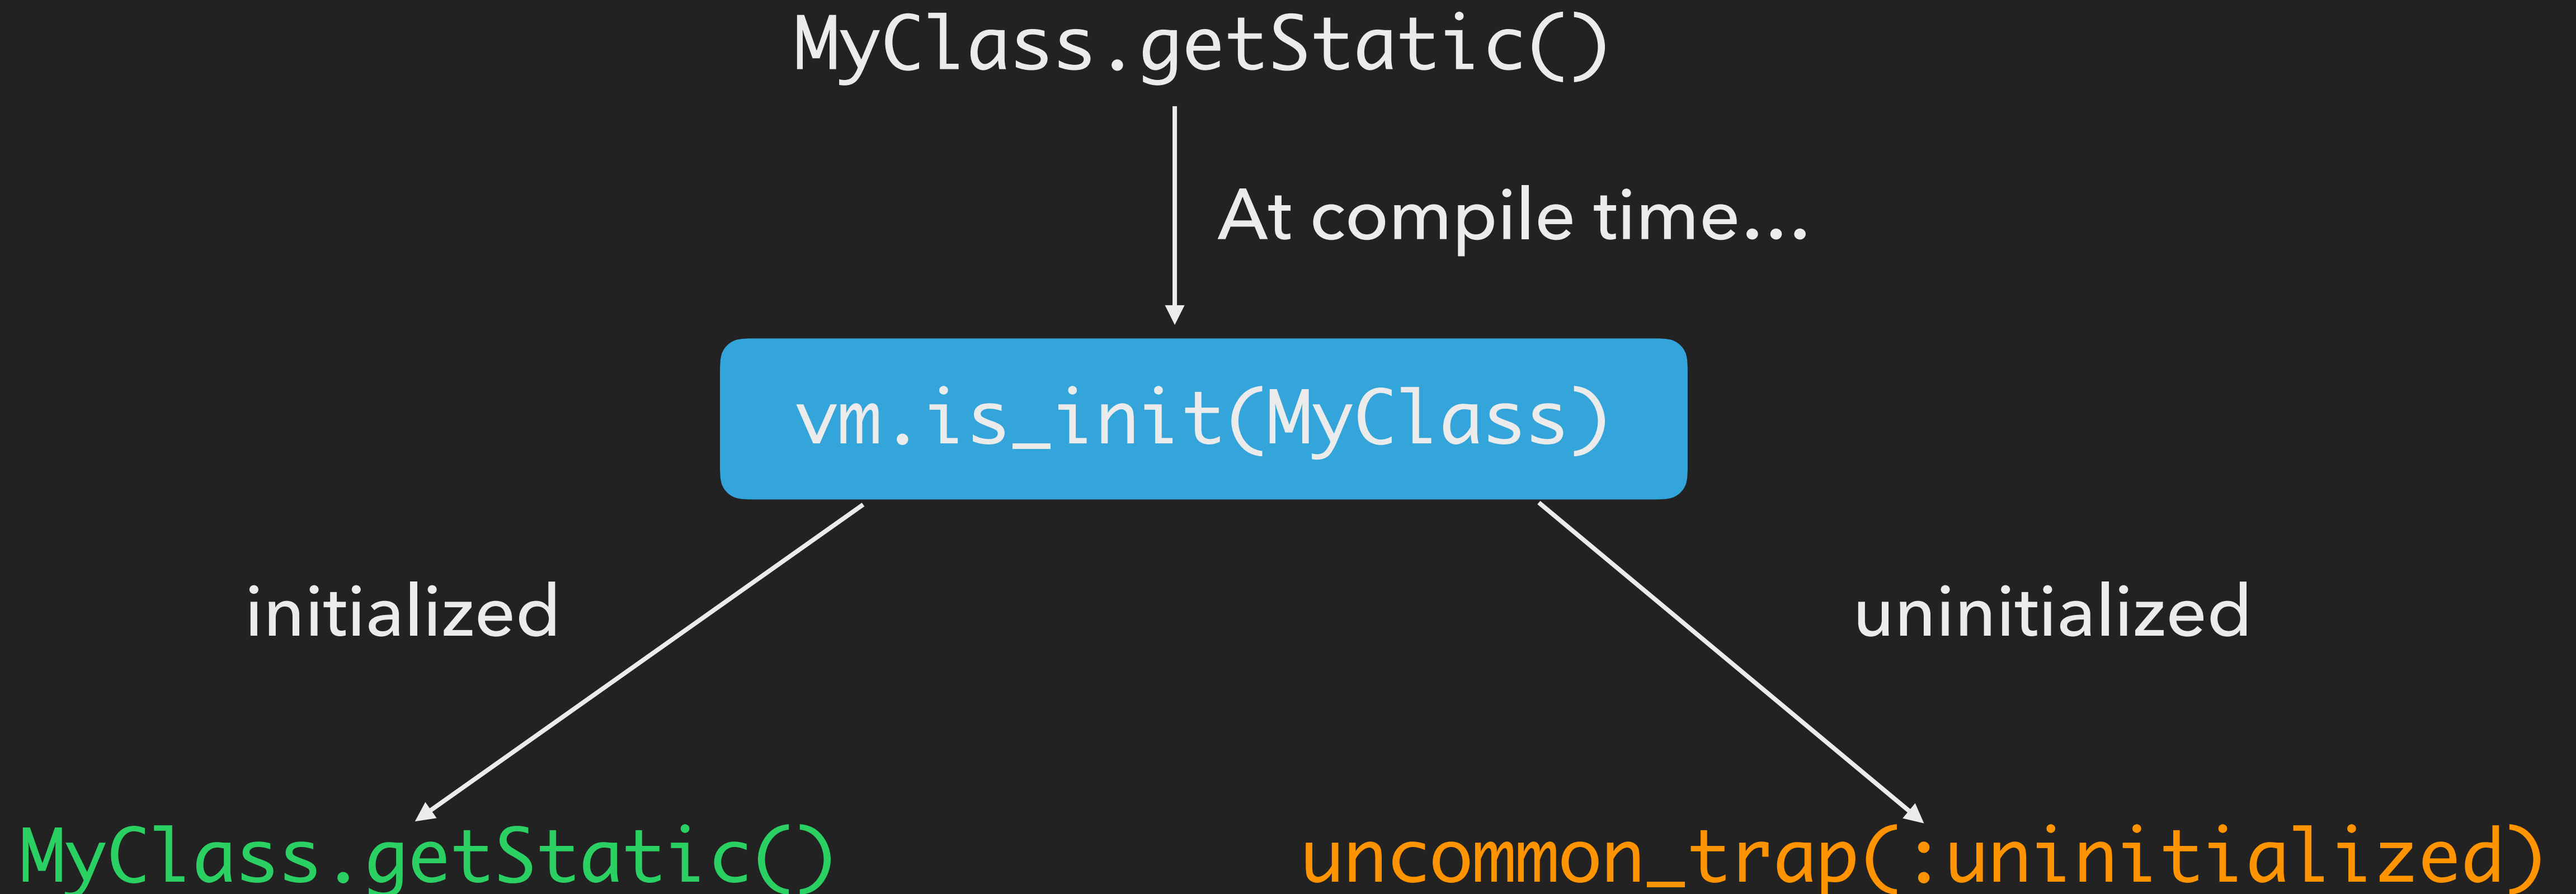 MyClass.getStatic()
At compile time...
vm.is_init(MyClass)
initialized
uninitialized
MyClass.getStatic()
uncommon_trap(:uninitialized)